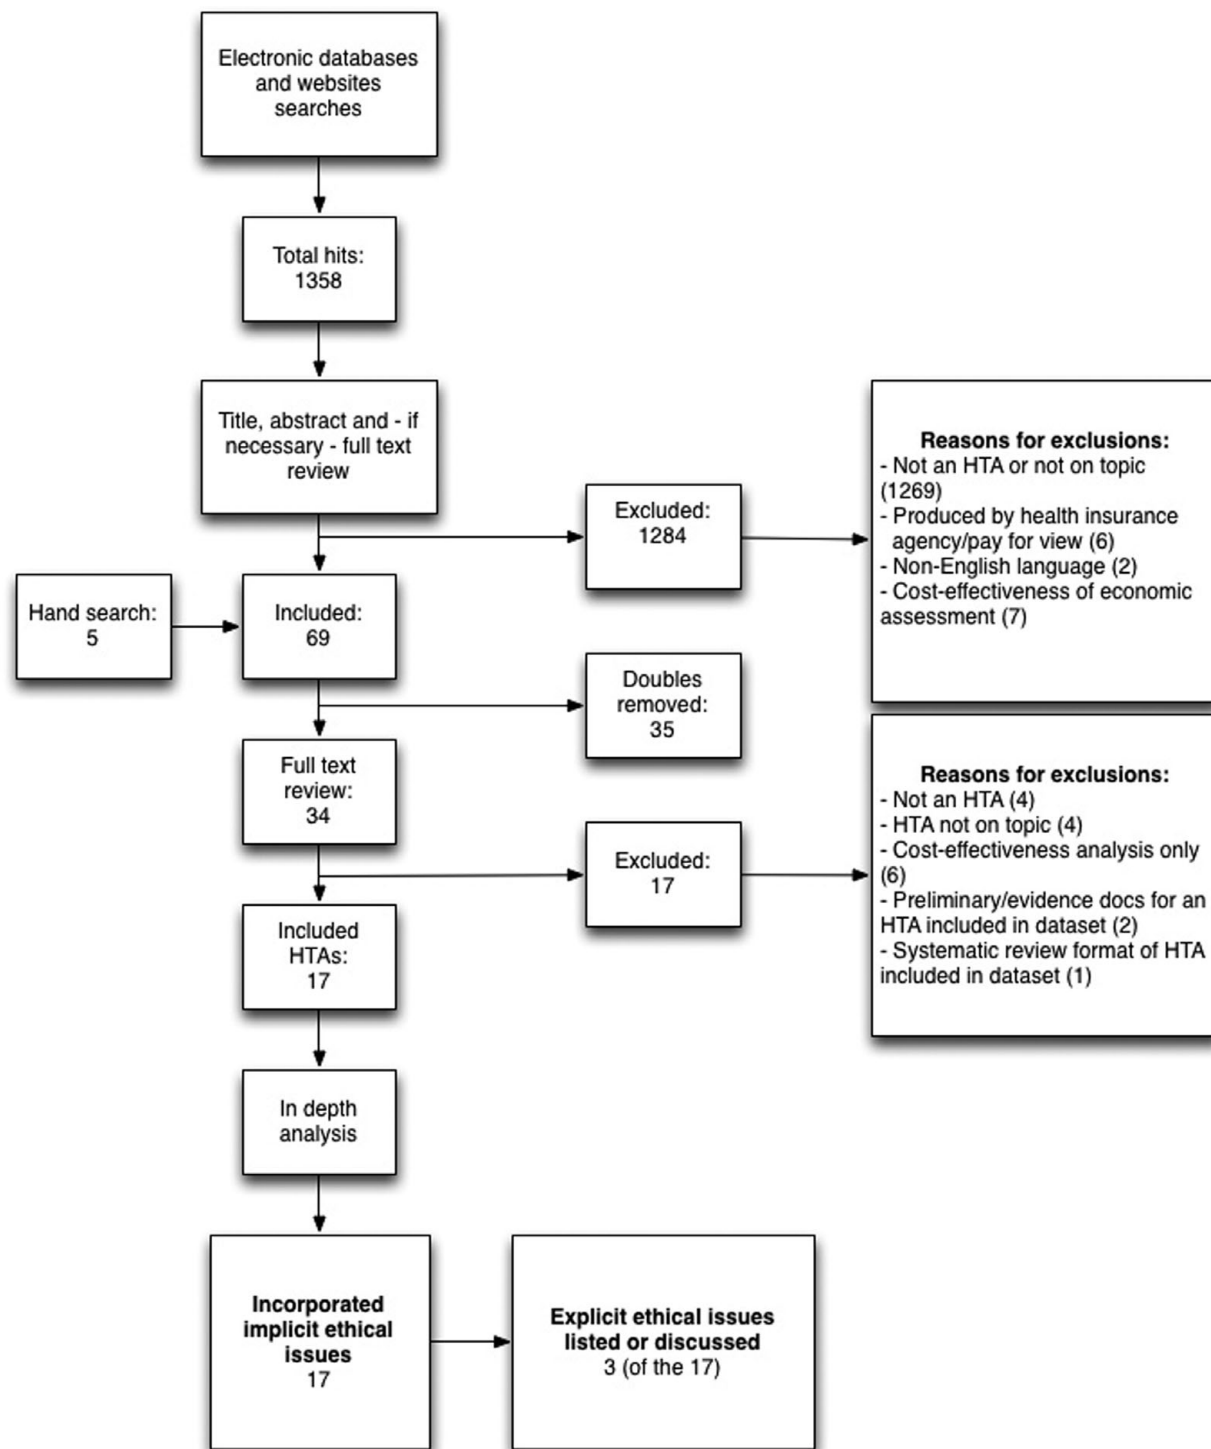 Electronic databases
and websites
searches
Total hits:
1358
Title, abstract and - if
necessary - full text
review
Excluded:
1284
Reasons for exclusions:
- Not an HTA or not on topic
(1269)
- Produced by health insurance
agency/pay for view (6)
- Non-English language (2)
- Cost-effectiveness of economic
assessment (7)
Hand search:
5
Included:
69
Doubles
removed:
35
Full text
review:
34
Excluded:
17
Reasons for exclusions:
- Not an HTA (4)
- HTA not on topic (4)
- Cost-effectiveness analysis only
(6)
- Preliminary/evidence docs for an
HTA included in dataset (2)
- Systematic review format of HTA
included in dataset (1)
Included
HTAs:
17
In depth
analysis
Incorporated
implicit ethical
issues
17
Explicit ethical issues
listed or discussed
3 (of the 17)